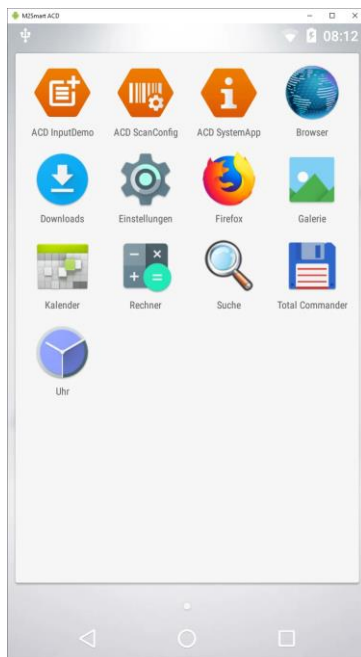 M2Smart ACD
08:12
ACD InputDemo ACD ScanConfig ACD SystemApp Browser
Downloads Einstellungen Firefox Galerie
Kalender Rechner Suche Total Commander
Uhr